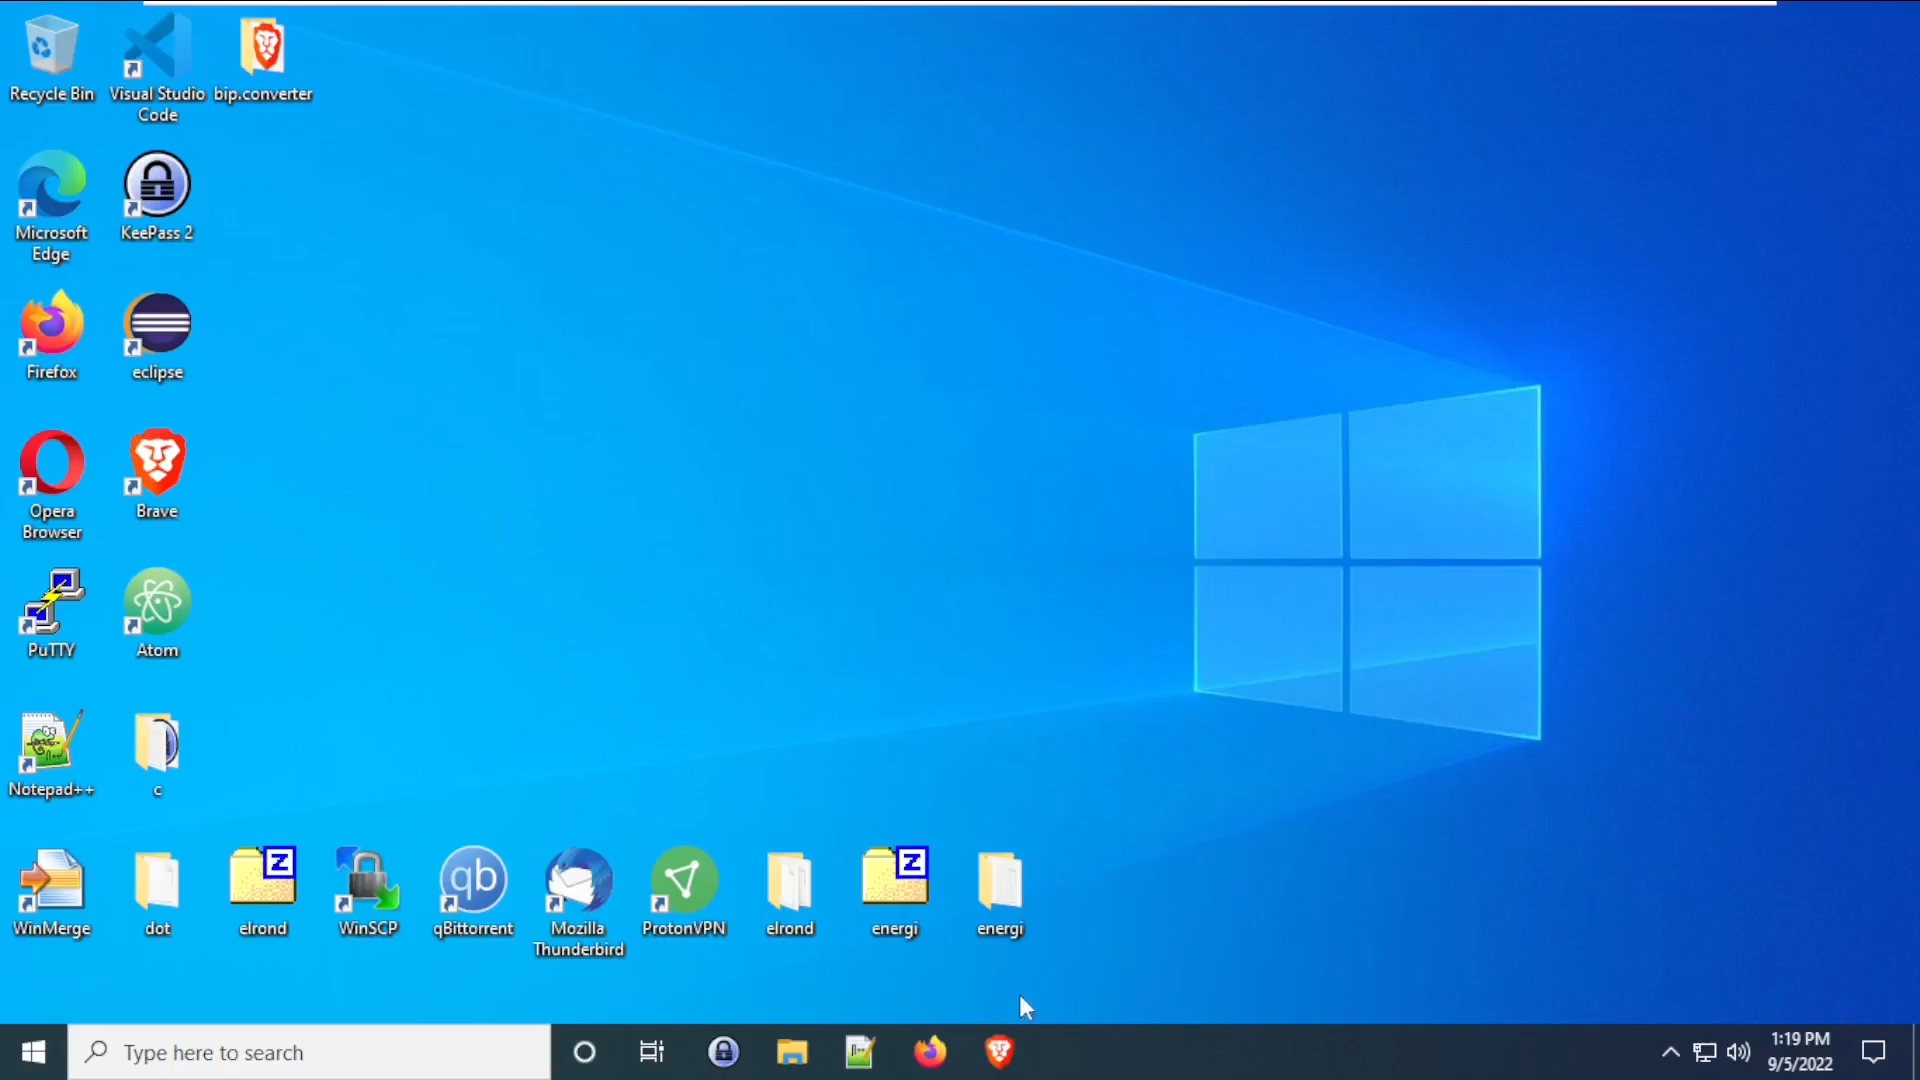 Recycle Bin
Visual Studio
Code
bip.converter
Microsoft
Edge
KeePass 2
Firefox
eclipse
Opera
Browser
Brave
PuTTY
Atom
Notepad++
c
WinMerge
dot
Z
elrond
WinSCP
qb
qBittorrent
Mozilla
Thunderbird
ProtonVPN
elrond
Z
energi
energi
Type here to search
1:19 PM
9/5/2022